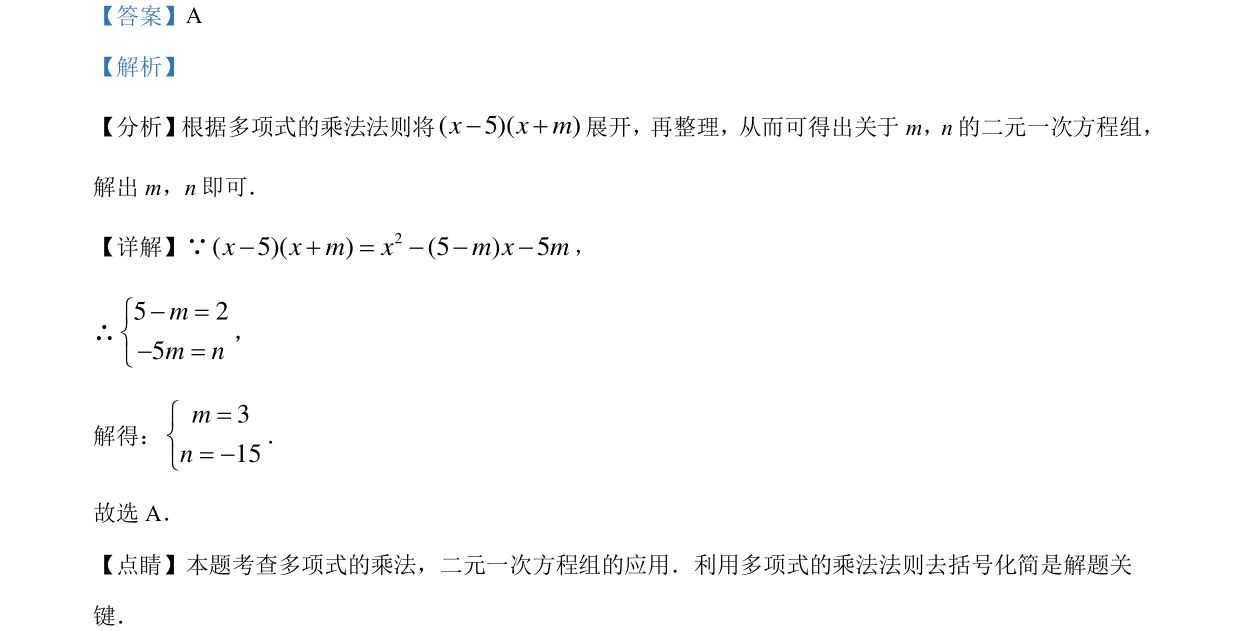 【答案】A
【解析】
【分析】根据多项式的乘法法则将(x−5)(x+m)展开，再整理，从而可得出关于 m，n 的二元一次方程组，
解出 m，n 即可．
【详解】∵(x−5)(x+m)=x²−(5−m)x−5m，
∴{5−m=2
−5m=n，
解得：{m=3
n=−15．
故选 A．
【点睛】本题考查多项式的乘法，二元一次方程组的应用．利用多项式的乘法法则去括号化简是解题关
键．